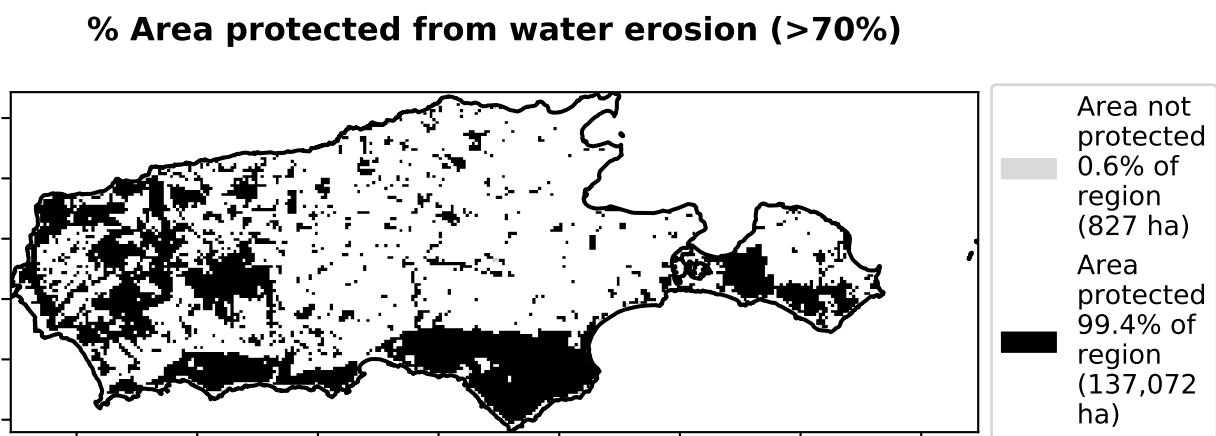 % Area protected from water erosion (>70%)
Area not
protected
0.6% of
region
(827 ha)
Area
protected
99.4% of
region
(137,072
ha)